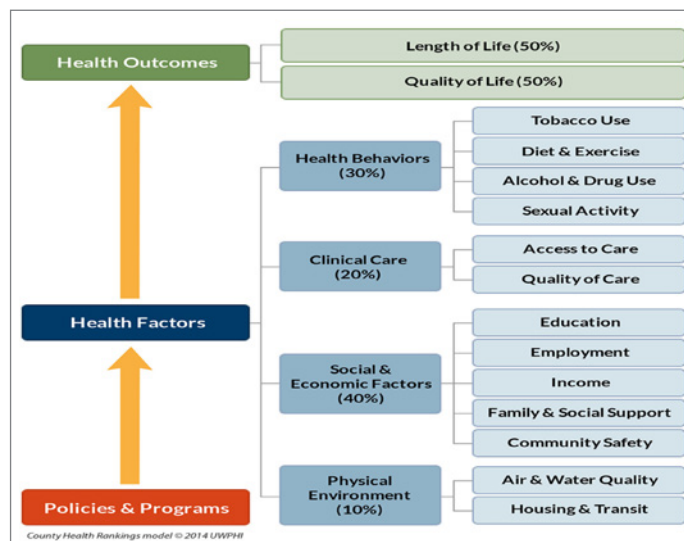 Health Outcomes
Length of Life (50%)
Quality of Life (50%)
Health Factors
Health Behaviors
(30%)
Tobacco Use
Diet & Exercise
Alcohol & Drug Use
Sexual Activity
Clinical Care
(20%)
Access to Care
Quality of Care
Social &
Economic Factors
(40%)
Education
Employment
Income
Family & Social Support
Community Safety
Physical
Environment
(10%)
Air & Water Quality
Housing & Transit
Policies & Programs
County Health Rankings model © 2014 UWPHI